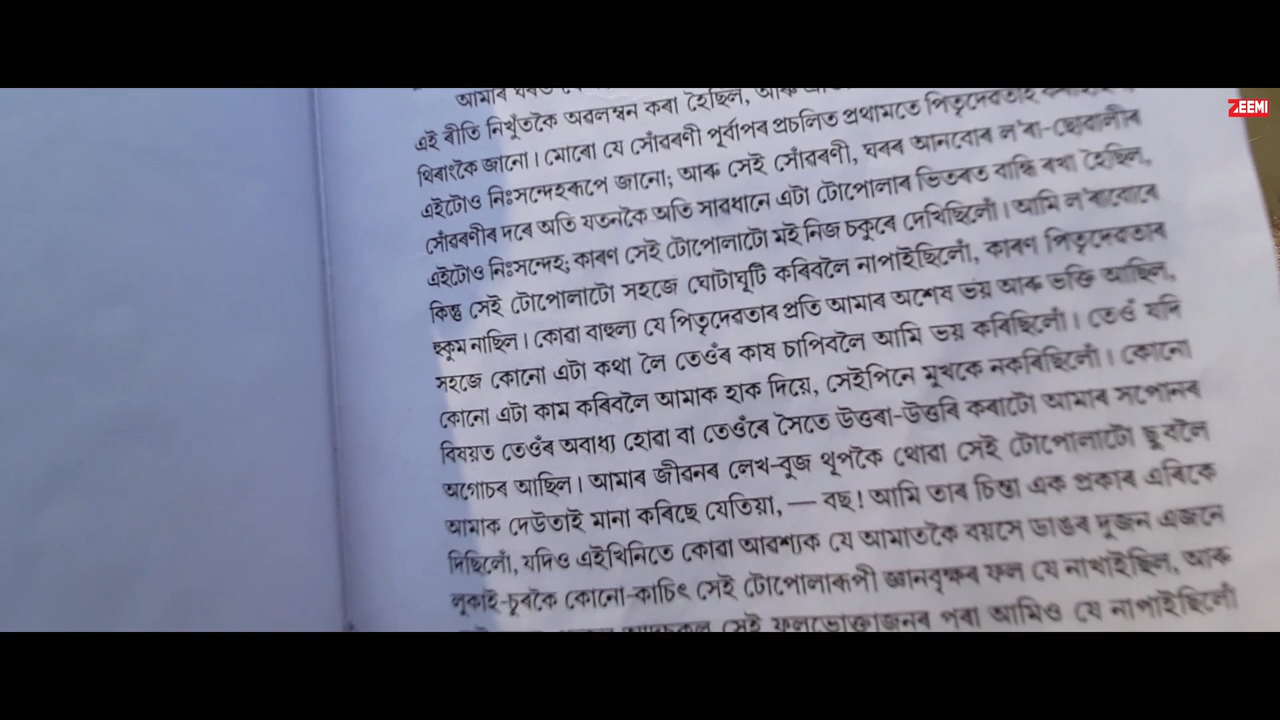 আমাৰ ঘৰত
এই ৰীতি নিখুঁতকৈ অৱলম্বন কৰা হৈছিল, আৰু
থিৰাংকৈ জানো। মোৰো যে সোঁৱৰণী পূৰ্বাপৰ প্ৰচলিত প্ৰথামতে পিতৃদেৱতাই
এইটোও নিঃসন্দেহৰূপে জানো; আৰু সেই সোঁৱৰণী, ঘৰৰ আনবোৰ ল'ৰা-ছোৱালীৰ
সোঁৱৰণীৰ দৰে অতি যতনকৈ অতি সাৱধানে এটা টোপোলাৰ ভিতৰত বান্ধি ৰখা হৈছিল,
এইটোও নিঃসন্দেহ; কাৰণ সেই টোপোলাটো মই নিজ চকুৰে দেখিছিলোঁ। আমি ল'ৰাবোৰে
কিন্তু সেই টোপোলাটো সহজে ঘোটাঘূটি কৰিবলৈ নাপাইছিলোঁ, কাৰণ পিতৃদেৱতাৰ
হুকুম নাছিল। কোৱা বাহুল্য যে পিতৃদেৱতাৰ প্ৰতি আমাৰ অশেষ ভয় আৰু ভক্তি আছিল,
সহজে কোনো এটা কথা লৈ তেওঁৰ কাষ চাপিবলৈ আমি ভয় কৰিছিলোঁ। তেওঁ যদি
কোনো এটা কাম কৰিবলৈ আমাক হাক দিয়ে, সেইপিনে মূখকে নকৰিছিলোঁ। কোনো
বিষয়ত তেওঁৰ অবাধ্য হোৱা বা তেওঁৰে সৈতে উত্তৰা-উত্তৰি কৰাটো আমাৰ সপোনৰ
অগোচৰ আছিল। আমাৰ জীৱনৰ লেখ-বুজ থূপকৈ থোৱা সেই টোপোলাটো ছুবলৈ
আমাক দেউতাই মানা কৰিছে যেতিয়া, — বছ! আমি তাৰ চিন্তা এক প্ৰকাৰ এৰিকে
দিছিলোঁ, যদিও এইখিনিতে কোৱা আৱশ্যক যে আমাতকৈ বয়সে ডাঙৰ দুজন এজনে
লুকাই-চুৰকৈ কোনো-কাচিৎ সেই টোপোলাৰূপী জ্ঞানবৃক্ষৰ ফল যে নাখাইছিল, আৰু
সেই ফলভোক্তাজনৰ পৰা আমিও যে নাপাইছিলোঁ
ZEEMI